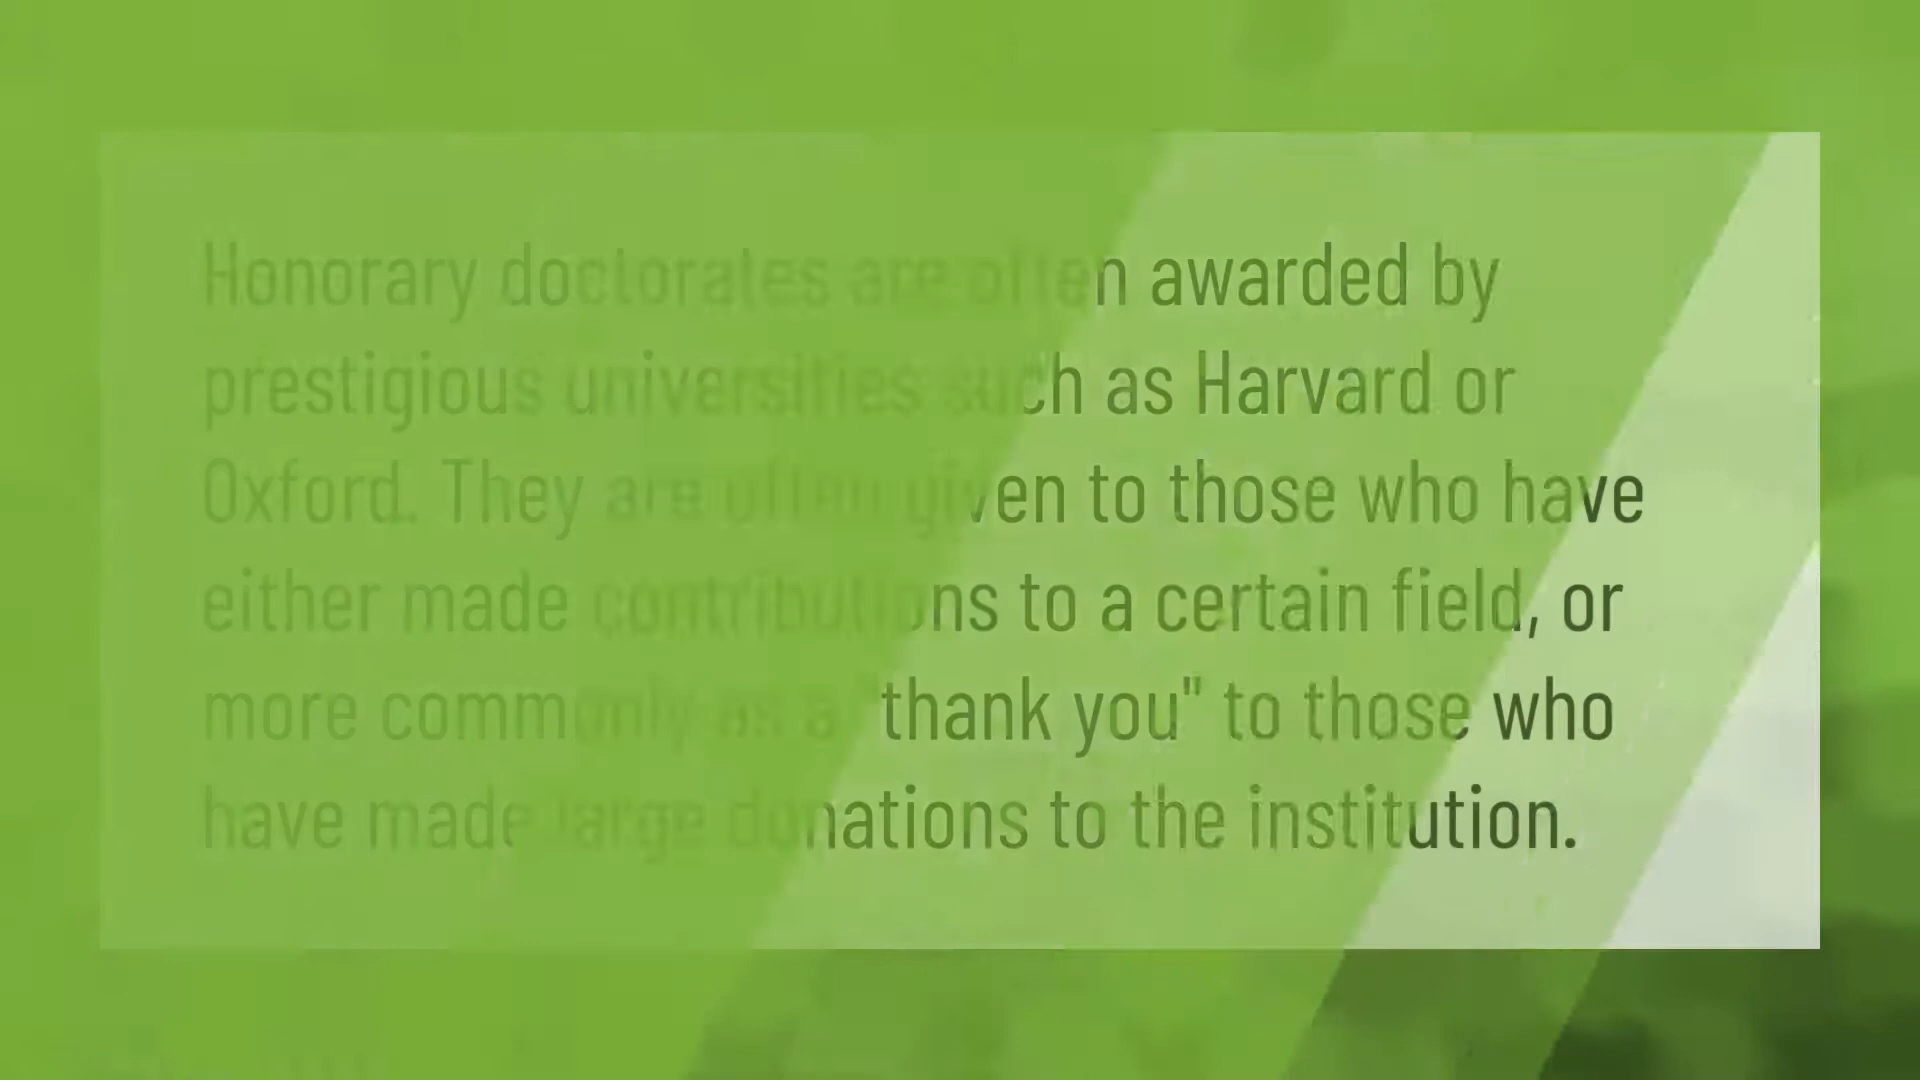 Honorary doctorates are often awarded by
prestigious universities such as Harvard or
Oxford. They are often given to those who have
either made contributions to a certain field, or
more commonly as a "thank you" to those who
have made large donations to the institution.